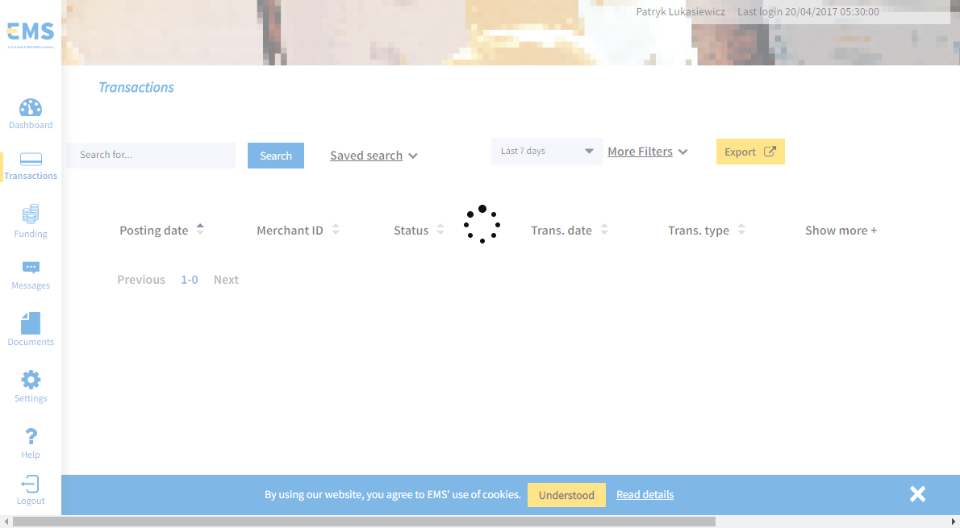 Patryk Lukasiewicz Last login 20/04/2017 05:30:00
EMS
Transactions
Dashboard
Search for... Search Saved search Last 7 days More Filters Export
Transactions
Posting date Merchant ID Status Trans. date Trans. type Show more +
Funding
Previous 1-0 Next
Messages
Documents
Settings
Help
By using our website, you agree to EMS' use of cookies. Understood Read details
Logout